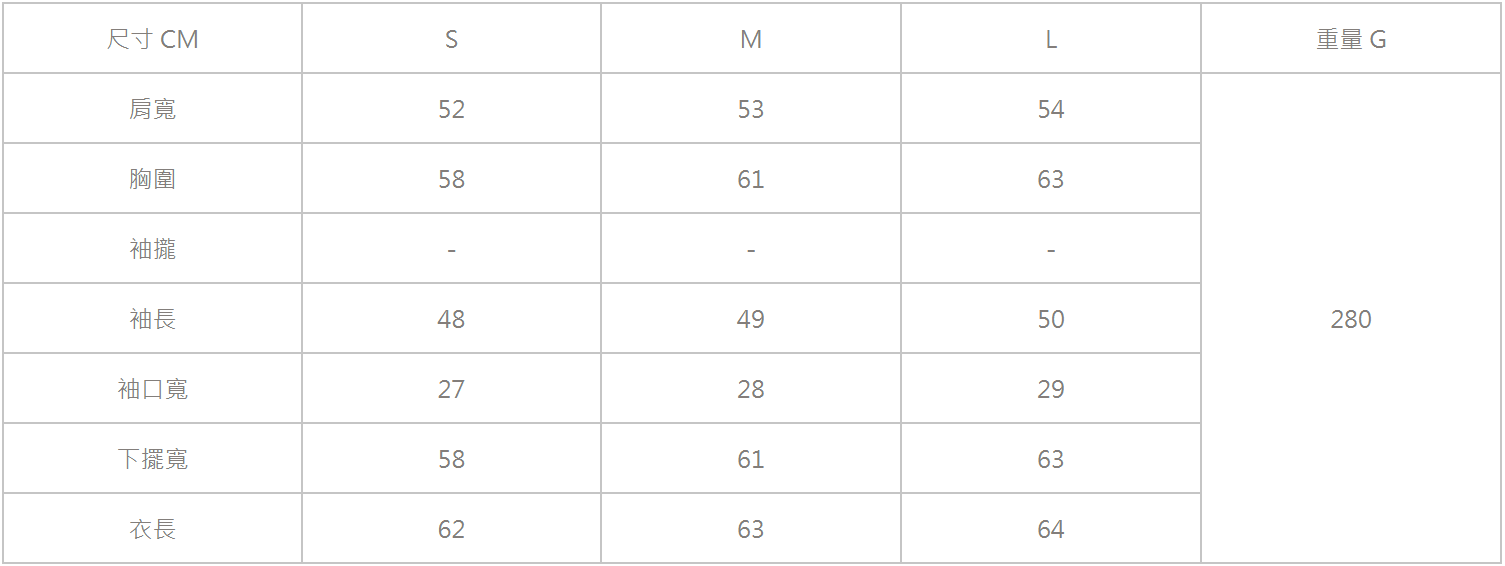 尺寸 CM S M L 重量 G
肩寬 52 53 54
胸圍 58 61 63
袖攏 - - -
袖長 48 49 50 280
袖口寬 27 28 29
下擺寬 58 61 63
衣長 62 63 64